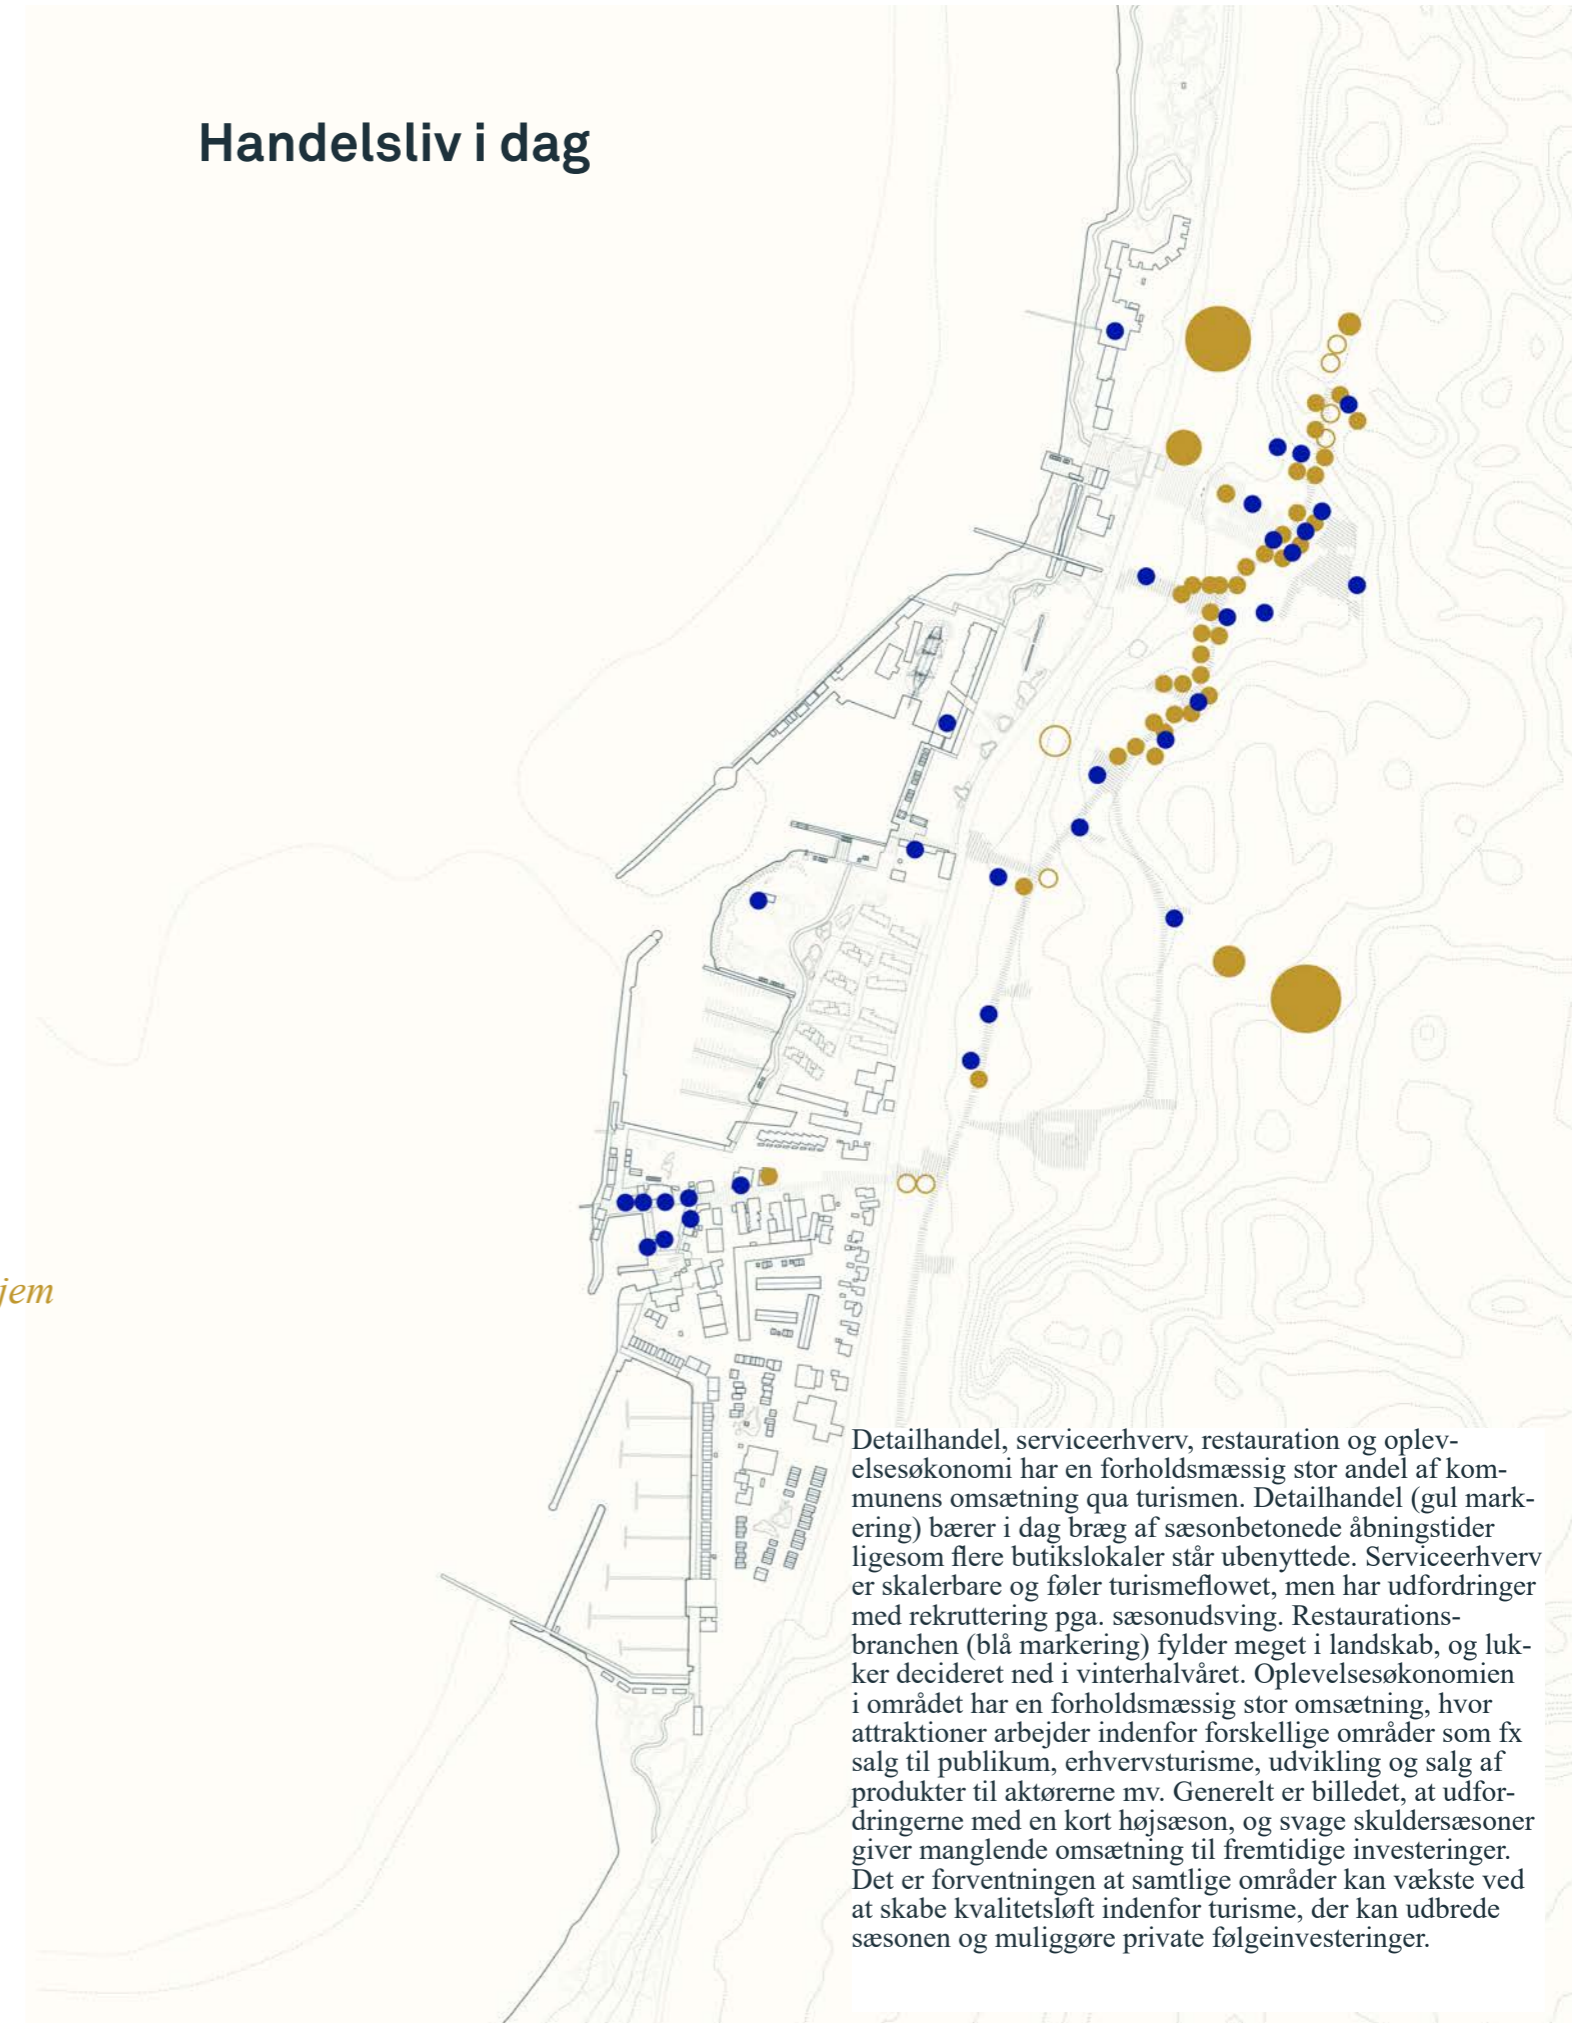 Handelsliv i dag
jem
Detailhandel, serviceerhverv, restauration og oplev-
elsesøkonomi har en forholdsmæssig stor andel af kom-
munens omsætning qua turismen. Detailhandel (gul mark-
ering) bærer i dag bræg af sæsonbetonede åbningstider
ligesom flere butikslokaler står ubenyttede. Serviceerhverv
er skalerbare og føler turismeflowet, men har udfordringer
med rekruttering pga. sæsonudsving. Restaurations-
branchen (blå markering) fylder meget i landskab, og luk-
ker decideret ned i vinterhalvåret. Oplevelsesøkonomien
i området har en forholdsmæssig stor omsætning, hvor
attraktioner arbejder indenfor forskellige områder som fx
salg til publikum, erhvervsturisme, udvikling og salg af
produkter til aktørerne mv. Generelt er billedet, at udfor-
dringerne med en kort højsæson, og svage skuldersæsoner
giver manglende omsætning til fremtidige investeringer.
Det er forventningen at samtlige områder kan vækste ved
at skabe kvalitetsløft indenfor turisme, der kan udbrede
sæsonen og muliggøre private følgeinvesteringer.